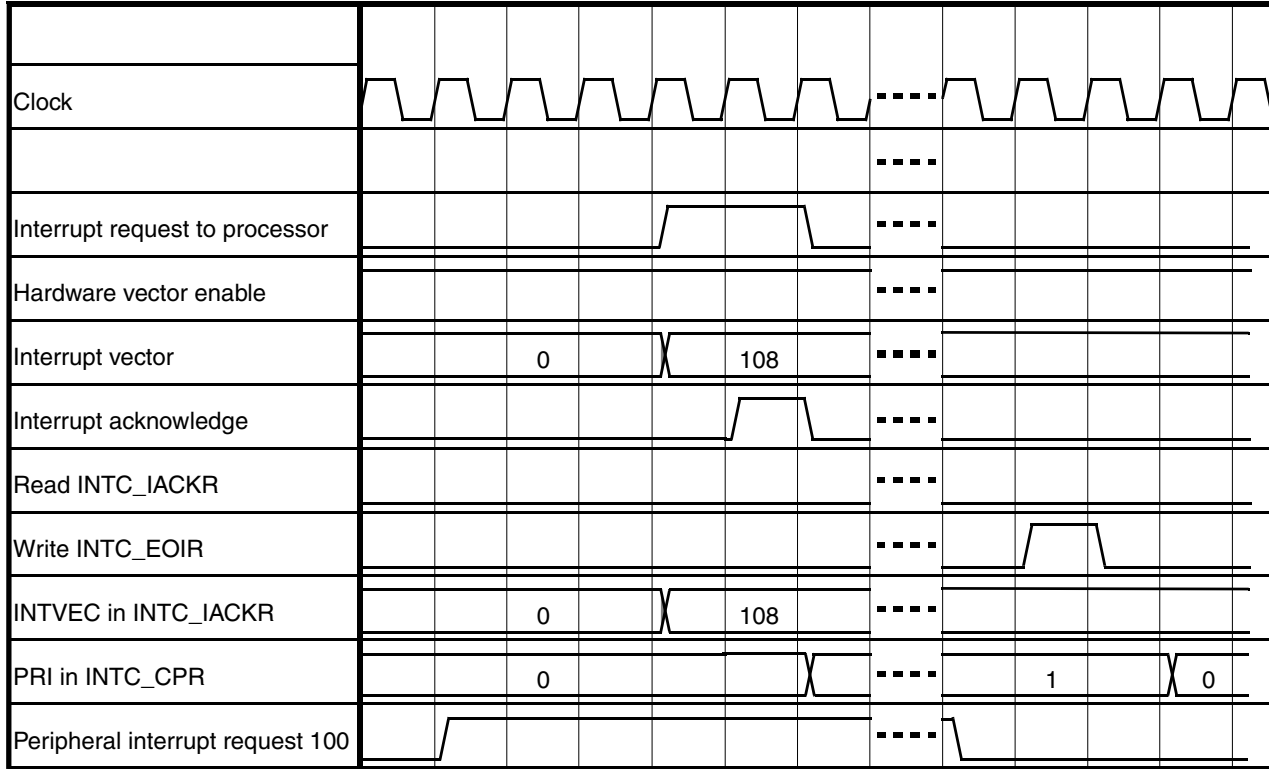 Clock
Interrupt request to processor
Hardware vector enable
Interrupt vector
0
108
Interrupt acknowledge
Read INTC_IACKR
Write INTC_EOIR
INTVEC in INTC_IACKR
0
108
PRI in INTC_CPR
0
1
0
Peripheral interrupt request 100